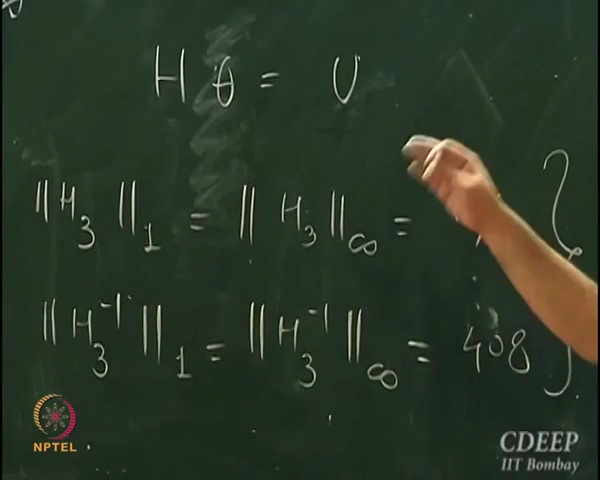 H θ = U
||H₃||₁ = ||H₃||∞ =
||H₃⁻¹||₁ = ||H₃⁻¹||∞ = 408 }
NPTEL
CDEEP
IIT Bombay